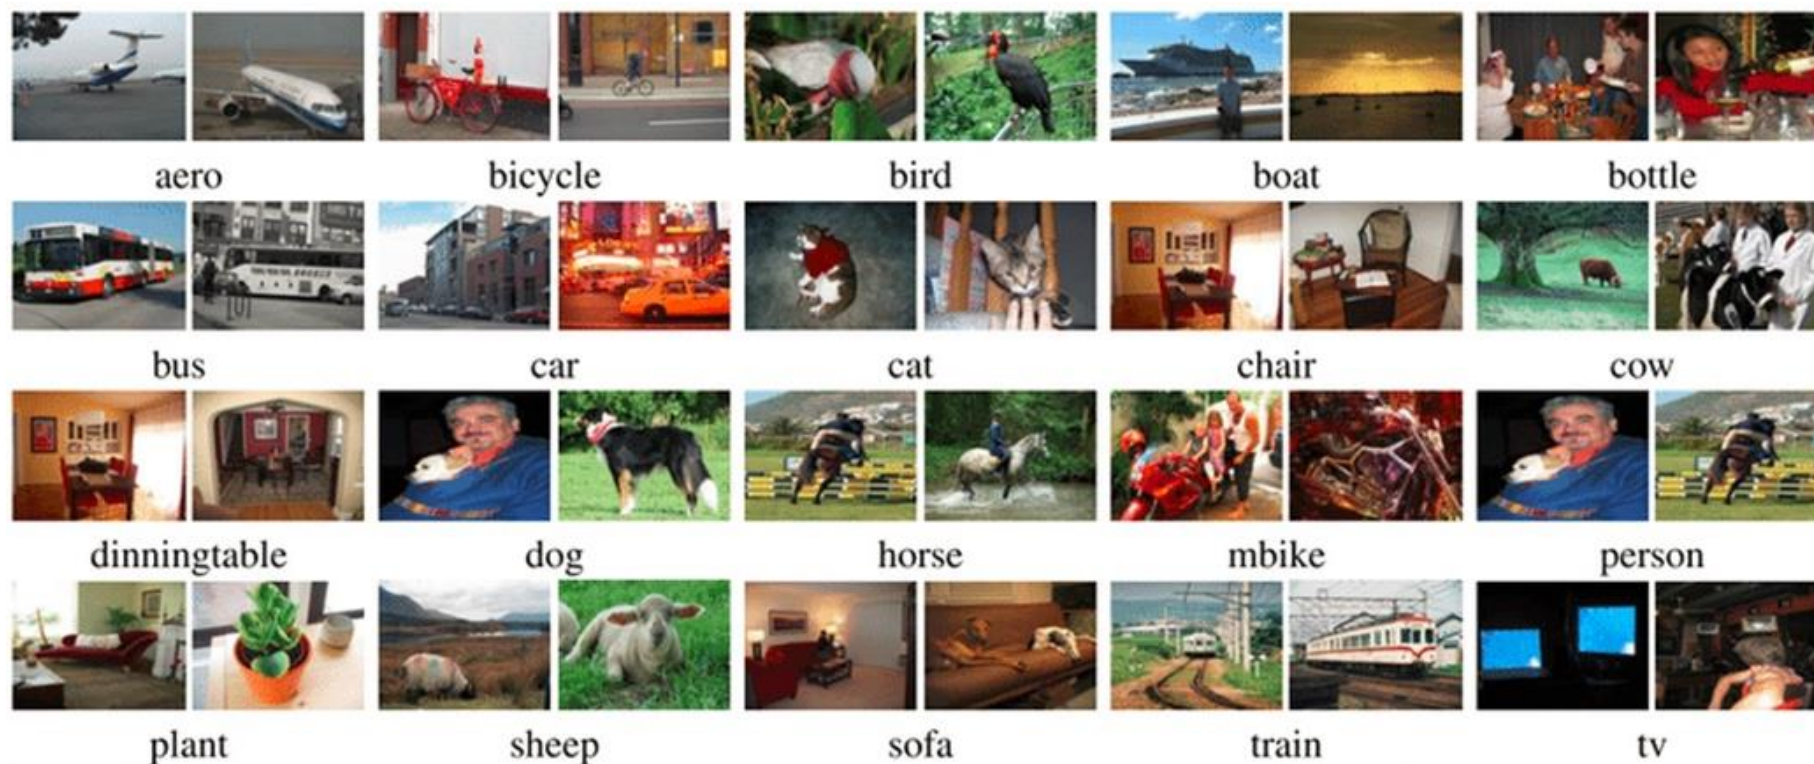 aero bicycle bird boat bottle
bus car cat chair cow
dinningtable dog horse mbike person
plant sheep sofa train tv